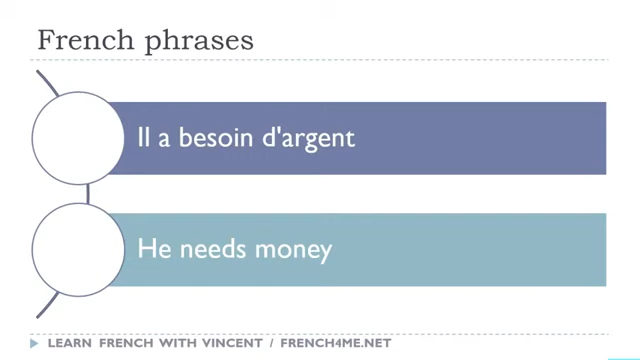 French phrases
Il a besoin d'argent
He needs money
LEARN FRENCH WITH VINCENT / FRENCH4ME.NET